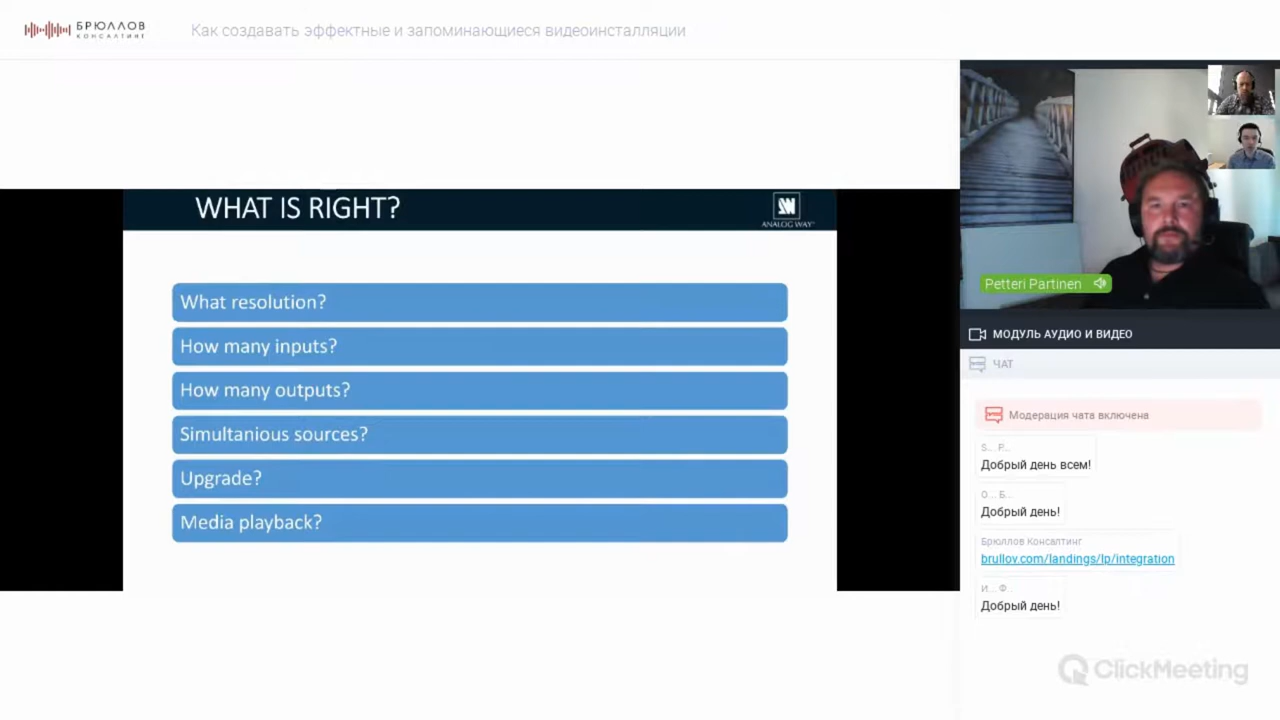 БРЮЛЛОВ
КОНСАЛТИНГ
Как создавать эффектные и запоминающиеся видеоинсталляции
WHAT IS RIGHT?
ANALOG WAY
What resolution?
How many inputs?
How many outputs?
Simultanious sources?
Upgrade?
Media playback?
Petteri Partinen
МОДУЛЬ АУДИО И ВИДЕО
ЧАТ
Модерация чата включена
S... P...
Добрый день всем!
О... Б...
Добрый день!
Брюллов Консалтинг
brullov.com/landings/lp/integration
И... Ф...
Добрый день!
ClickMeeting